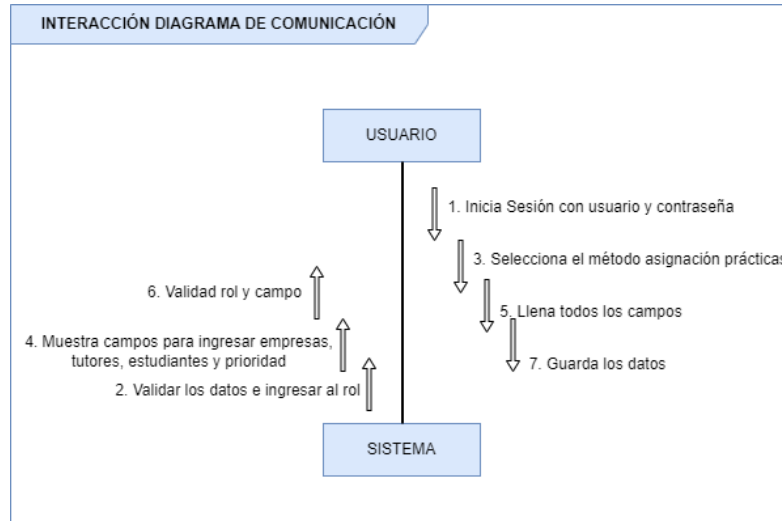 INTERACCIÓN DIAGRAMA DE COMUNICACIÓN
USUARIO
1. Inicia Sesión con usuario y contraseña
3. Selecciona el método asignación prácticas
6. Validad rol y campo
5. Llena todos los campos
4. Muestra campos para ingresar empresas,
tutores, estudiantes y prioridad
7. Guarda los datos
2. Validar los datos e ingresar al rol
SISTEMA